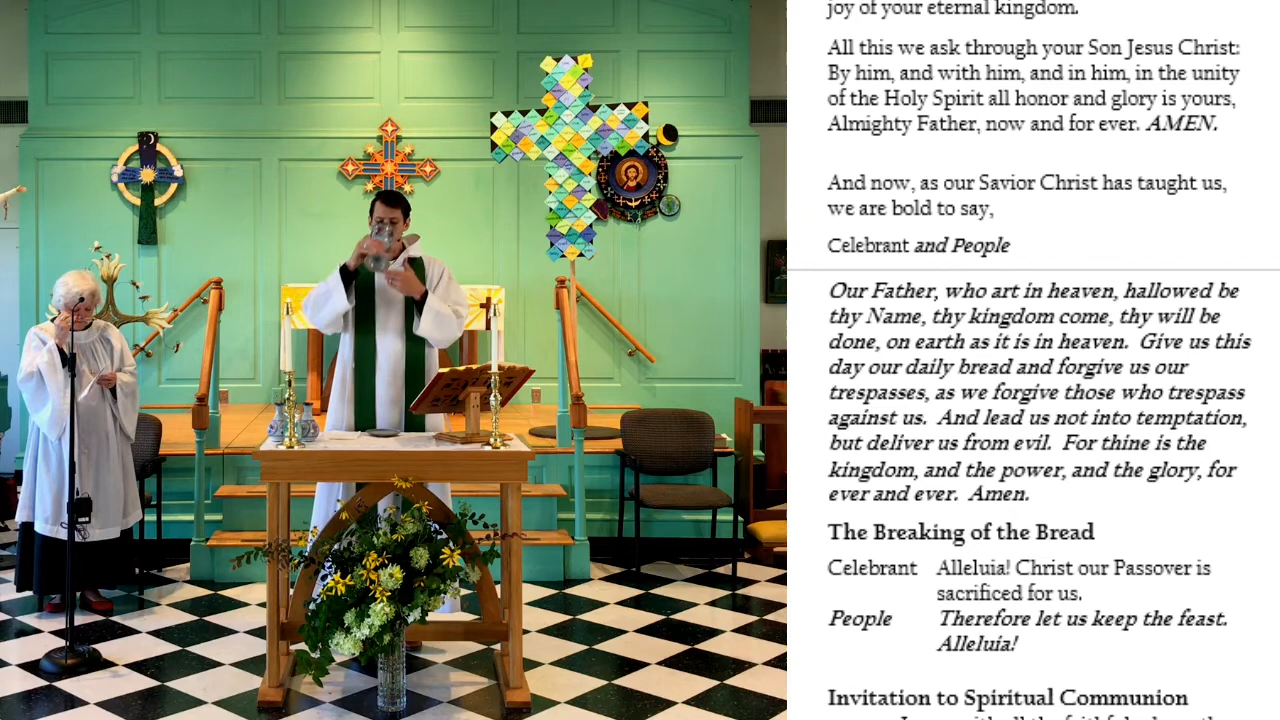 joy of your eternal kingdom.
All this we ask through your Son Jesus Christ:
By him, and with him, and in him, in the unity
of the Holy Spirit all honor and glory is yours,
Almighty Father, now and for ever. AMEN.
And now, as our Savior Christ has taught us,
we are bold to say,
Celebrant and People
Our Father, who art in heaven, hallowed be
thy Name, thy kingdom come, thy will be
done, on earth as it is in heaven. Give us this
day our daily bread and forgive us our
trespasses, as we forgive those who trespass
against us. And lead us not into temptation,
but deliver us from evil. For thine is the
kingdom, and the power, and the glory, for
ever and ever. Amen.
The Breaking of the Bread
Celebrant Alleluia! Christ our Passover is
sacrificed for us.
People Therefore let us keep the feast.
Alleluia!
Invitation to Spiritual Communion